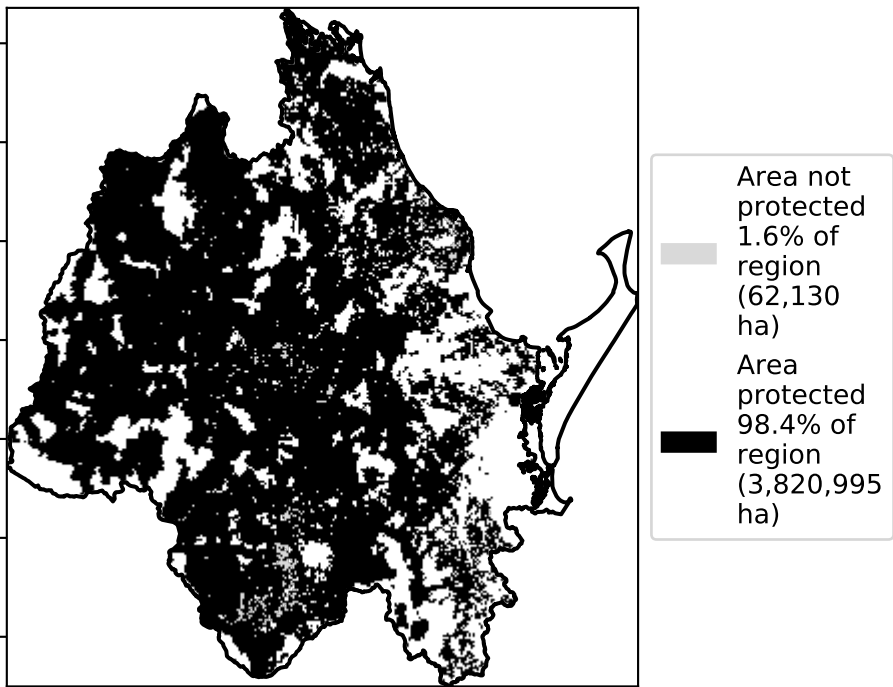 Area not
protected
1.6% of
region
(62,130
ha)
Area
protected
98.4% of
region
(3,820,995
ha)